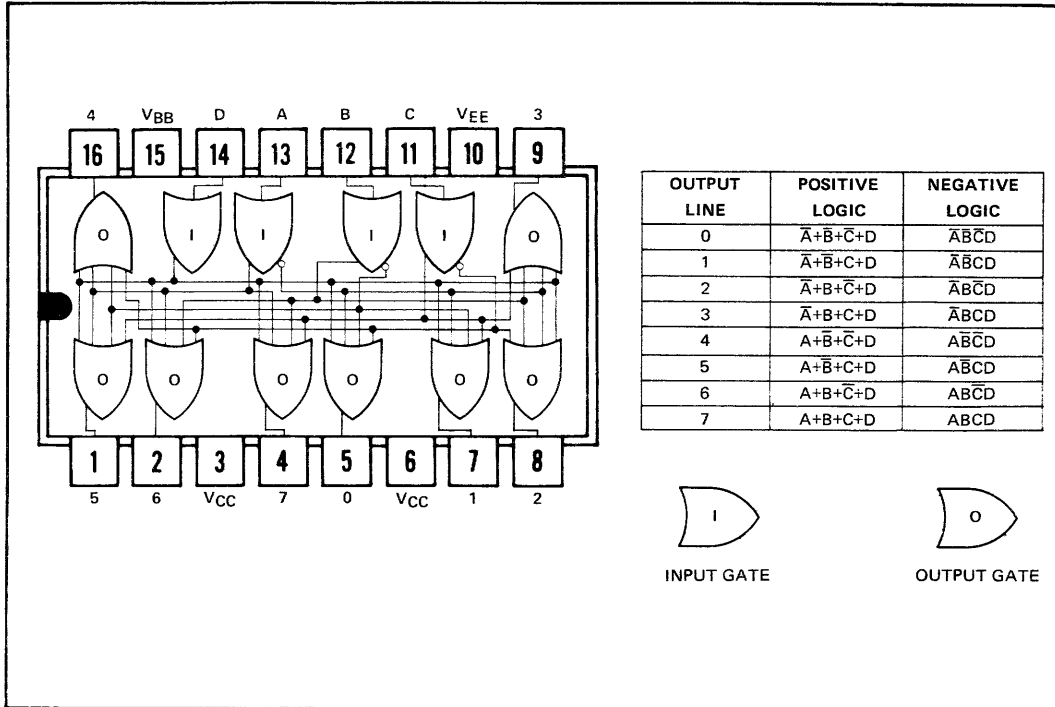 4 VBB D A B C VEE 3
16 15 14 13 12 11 10 9
O I I I I O
O O O O O O
1 2 3 4 5 6 7 8
5 6 VCC 7 0 VCC 1 2
OUTPUT LINE POSITIVE LOGIC NEGATIVE LOGIC
0 A̅+B̅+C̅+D A̅B̅C̅D
1 A̅+B̅+C+D A̅B̅CD
2 A̅+B+C̅+D A̅BC̅D
3 A̅+B+C+D A̅BCD
4 A+B̅+C̅+D AB̅C̅D
5 A+B̅+C+D AB̅CD
6 A+B+C̅+D ABC̅D
7 A+B+C+D ABCD
I O
INPUT GATE OUTPUT GATE